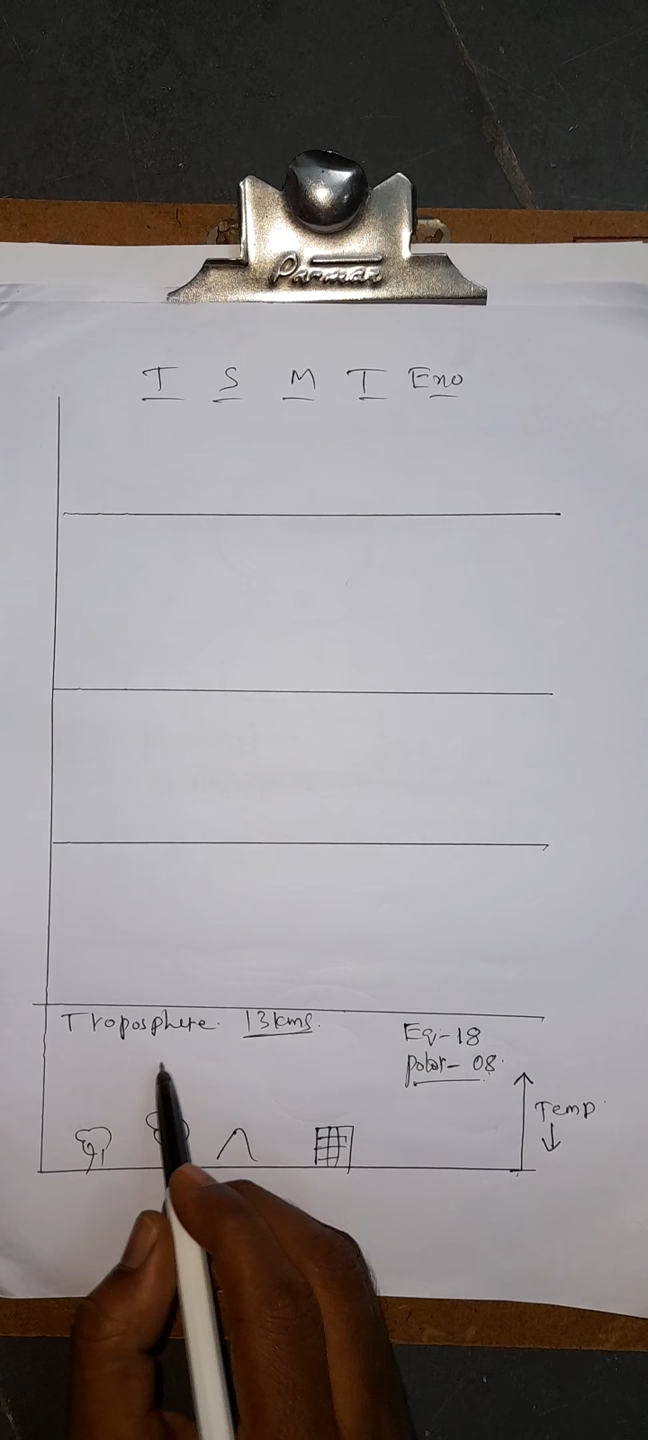 Parmar
T S M T Exo
Troposphere. 13kms.
Eq-18
polar- 08.
Temp